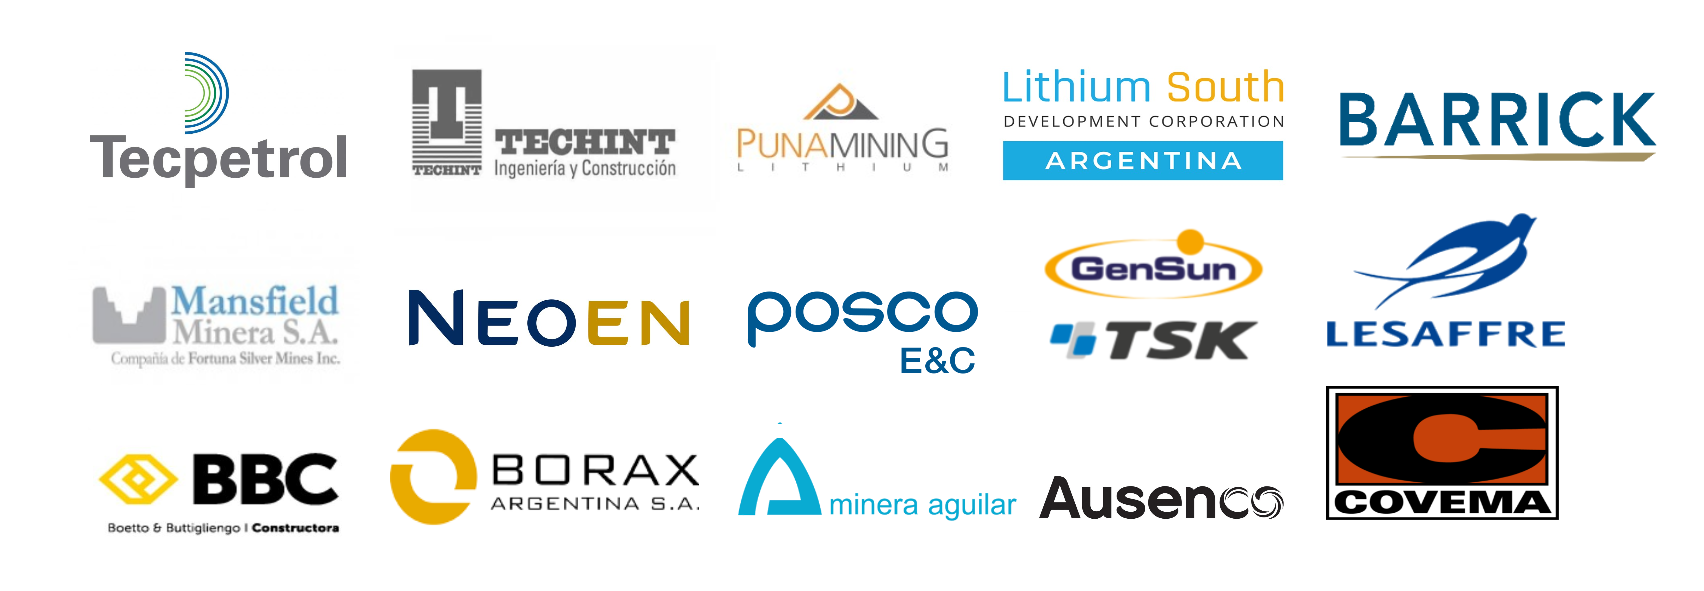 Tecpetrol
T
TECHINT
TECHINT
Ingeniería y Construcción
PUNAMINING
LITHIUM
Lithium South
DEVELOPMENT CORPORATION
ARGENTINA
BARRICK
Mansfield
Minera S.A.
Compañía de Fortuna Silver Mines Inc.
NEOEN
posco
E&C
GenSun
TSK
LESAFFRE
BBC
Boetto & Buttigliengo | Constructora
BORAX
ARGENTINA S.A.
minera aguilar
Ausenco
C
COVEMA